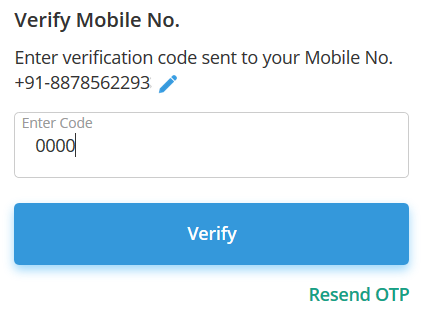 Verify Mobile No.
Enter verification code sent to your Mobile No.
+91-8878562293
Enter Code
0000
Verify
Resend OTP